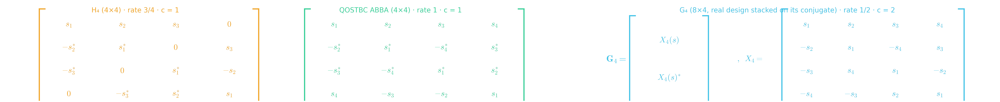 H₄ (4×4) · rate 3/4 · c = 1
s₁ s₂ s₃ 0
−s₂* s₁* 0 s₃
−s₃* 0 s₁* −s₂
0 −s₃* s₂* s₁
QOSTBC ABBA (4×4) · rate 1 · c = 1
s₁ s₂ s₃ s₄
−s₂* s₁* −s₄* s₃*
−s₃* −s₄* s₁* s₂*
s₄ −s₃ −s₂ s₁
G₄ (8×4, real design stacked on its conjugate) · rate 1/2 · c = 2
G₄ =
X₄(s)
X₄(s)*
, X₄ =
s₁ s₂ s₃ s₄
−s₂ s₁ −s₄ s₃
−s₃ s₄ s₁ −s₂
−s₄ −s₃ s₂ s₁